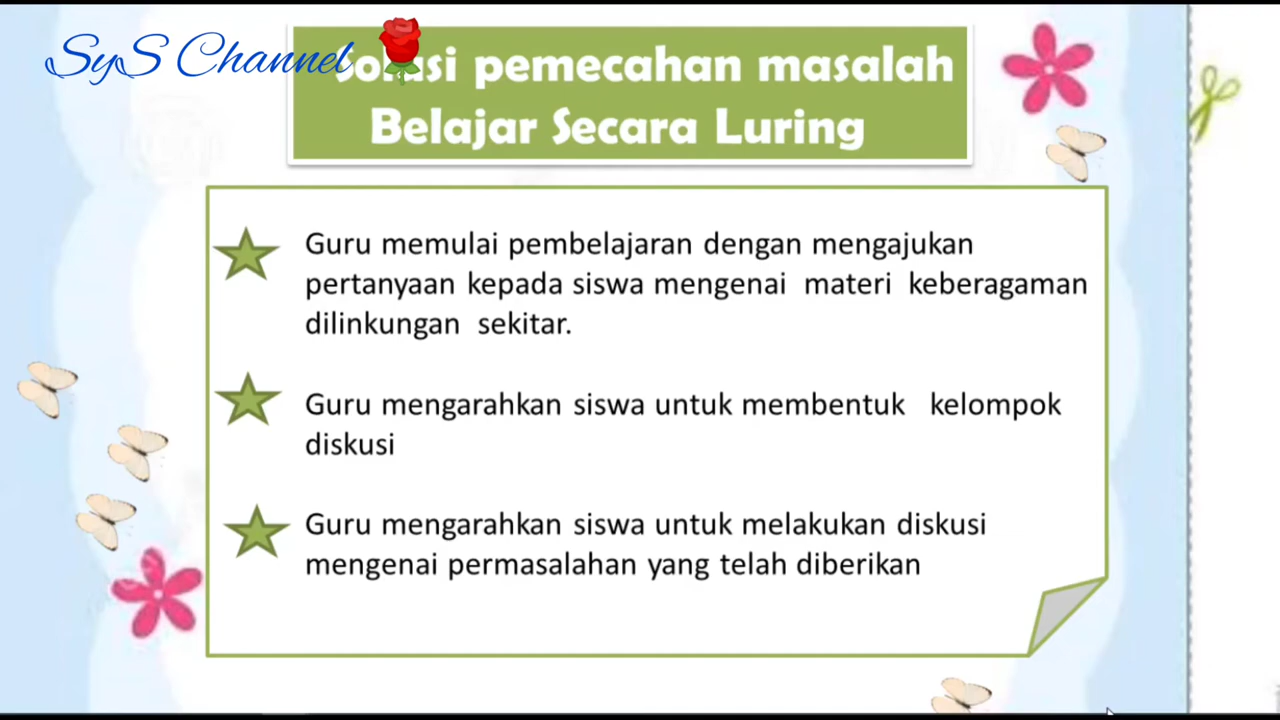 SyS Channel
Solusi pemecahan masalah
Belajar Secara Luring
Guru memulai pembelajaran dengan mengajukan
pertanyaan kepada siswa mengenai materi keberagaman
dilinkungan sekitar.
Guru mengarahkan siswa untuk membentuk kelompok
diskusi
Guru mengarahkan siswa untuk melakukan diskusi
mengenai permasalahan yang telah diberikan